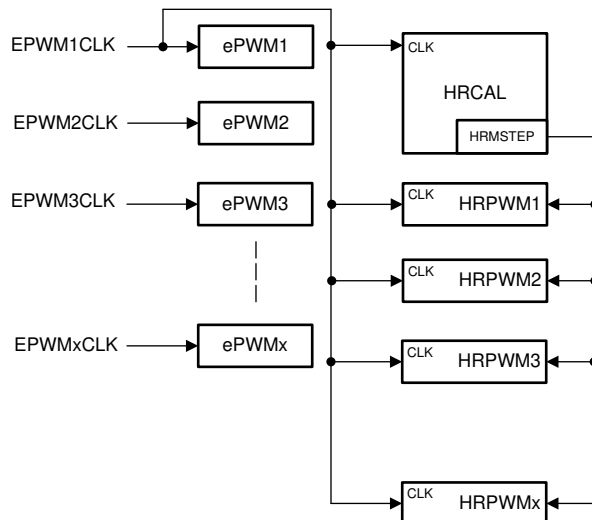 EPWM1CLK
ePWM1
CLK
HRCAL
HRMSTEP
EPWM2CLK
ePWM2
EPWM3CLK
ePWM3
CLK
HRPWM1
CLK
HRPWM2
EPWMxCLK
ePWMx
CLK
HRPWM3
CLK
HRPWMx